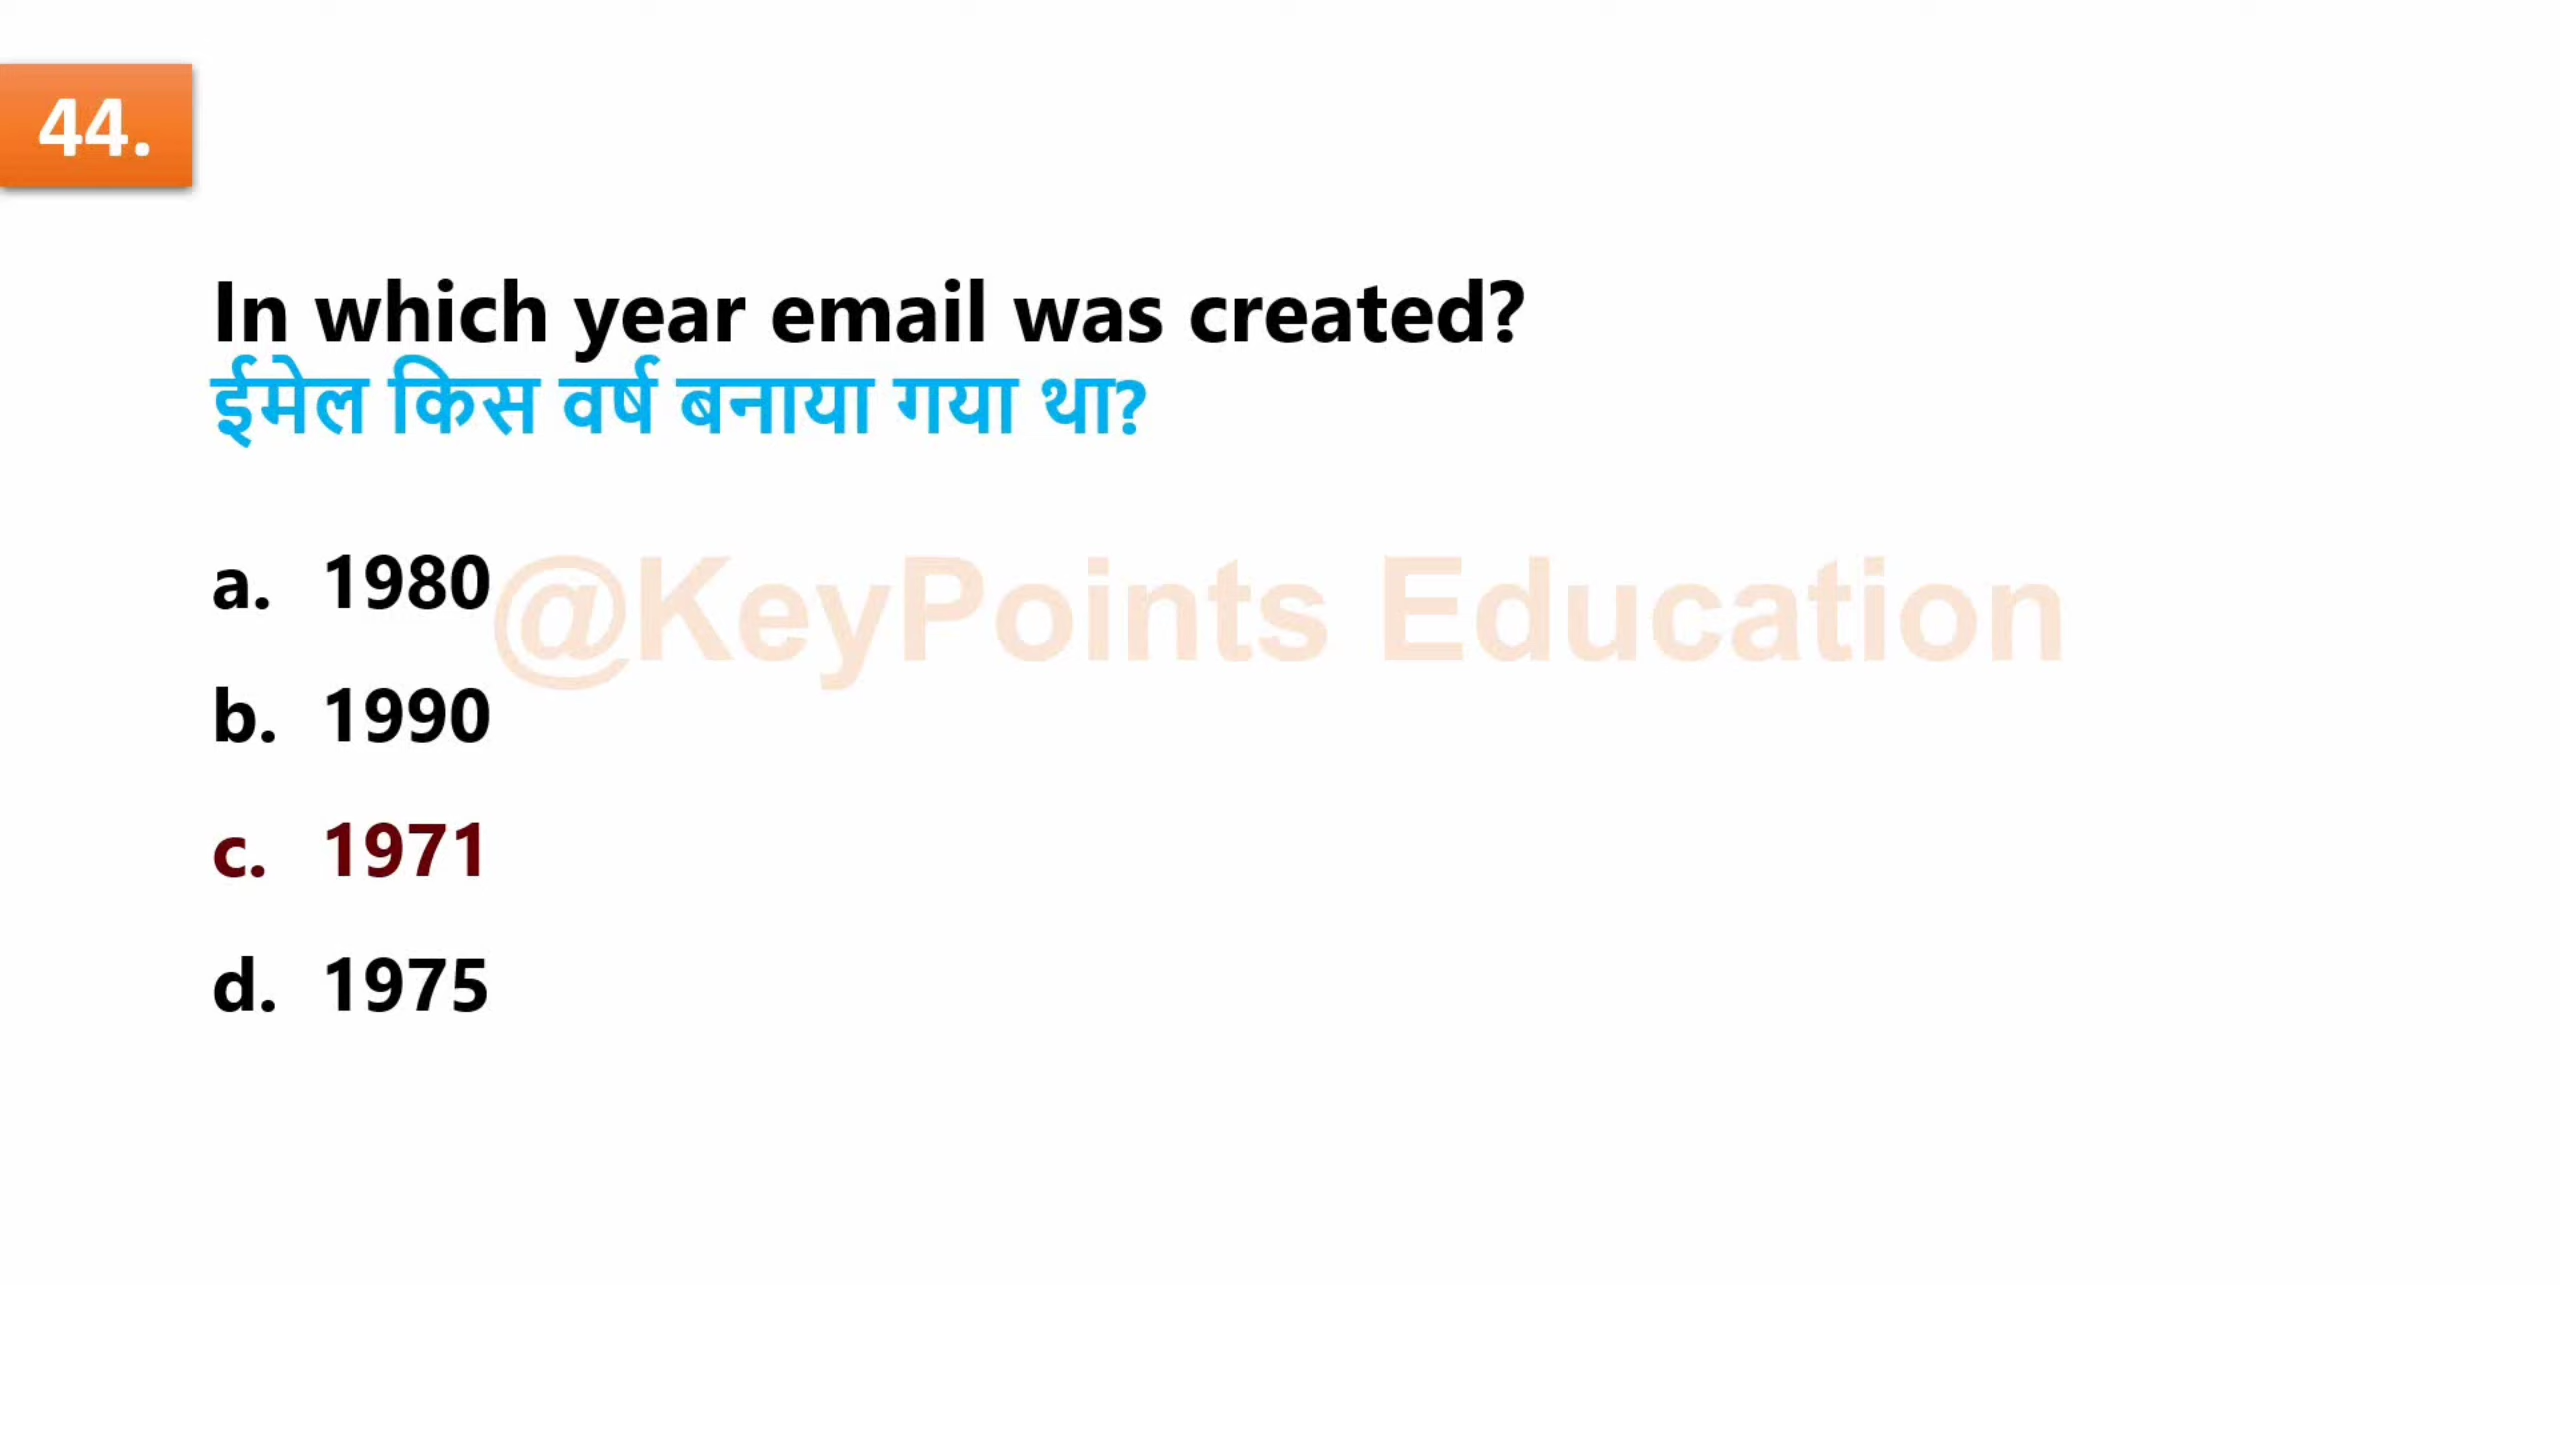 44.
In which year email was created?
ईमेल किस वर्ष बनाया गया था?
a. 1980
@KeyPoints Education
b. 1990
c. 1971
d. 1975